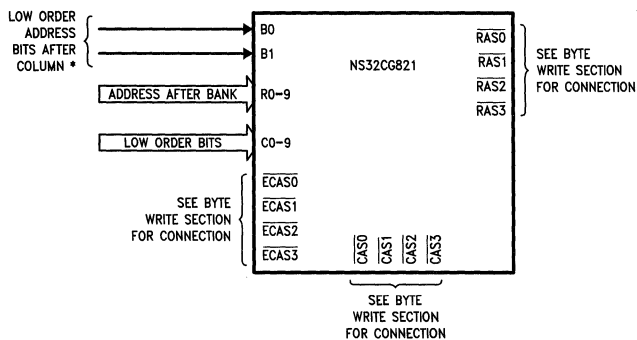 LOW ORDER
ADDRESS
BITS AFTER
COLUMN *
B0
B1
ADDRESS AFTER BANK
R0-9
LOW ORDER BITS
C0-9
NS32CG821
RAS0
RAS1
RAS2
RAS3
SEE BYTE
WRITE SECTION
FOR CONNECTION
SEE BYTE
WRITE SECTION
FOR CONNECTION
ECAS0
ECAS1
ECAS2
ECAS3
CAS0
CAS1
CAS2
CAS3
SEE BYTE
WRITE SECTION
FOR CONNECTION